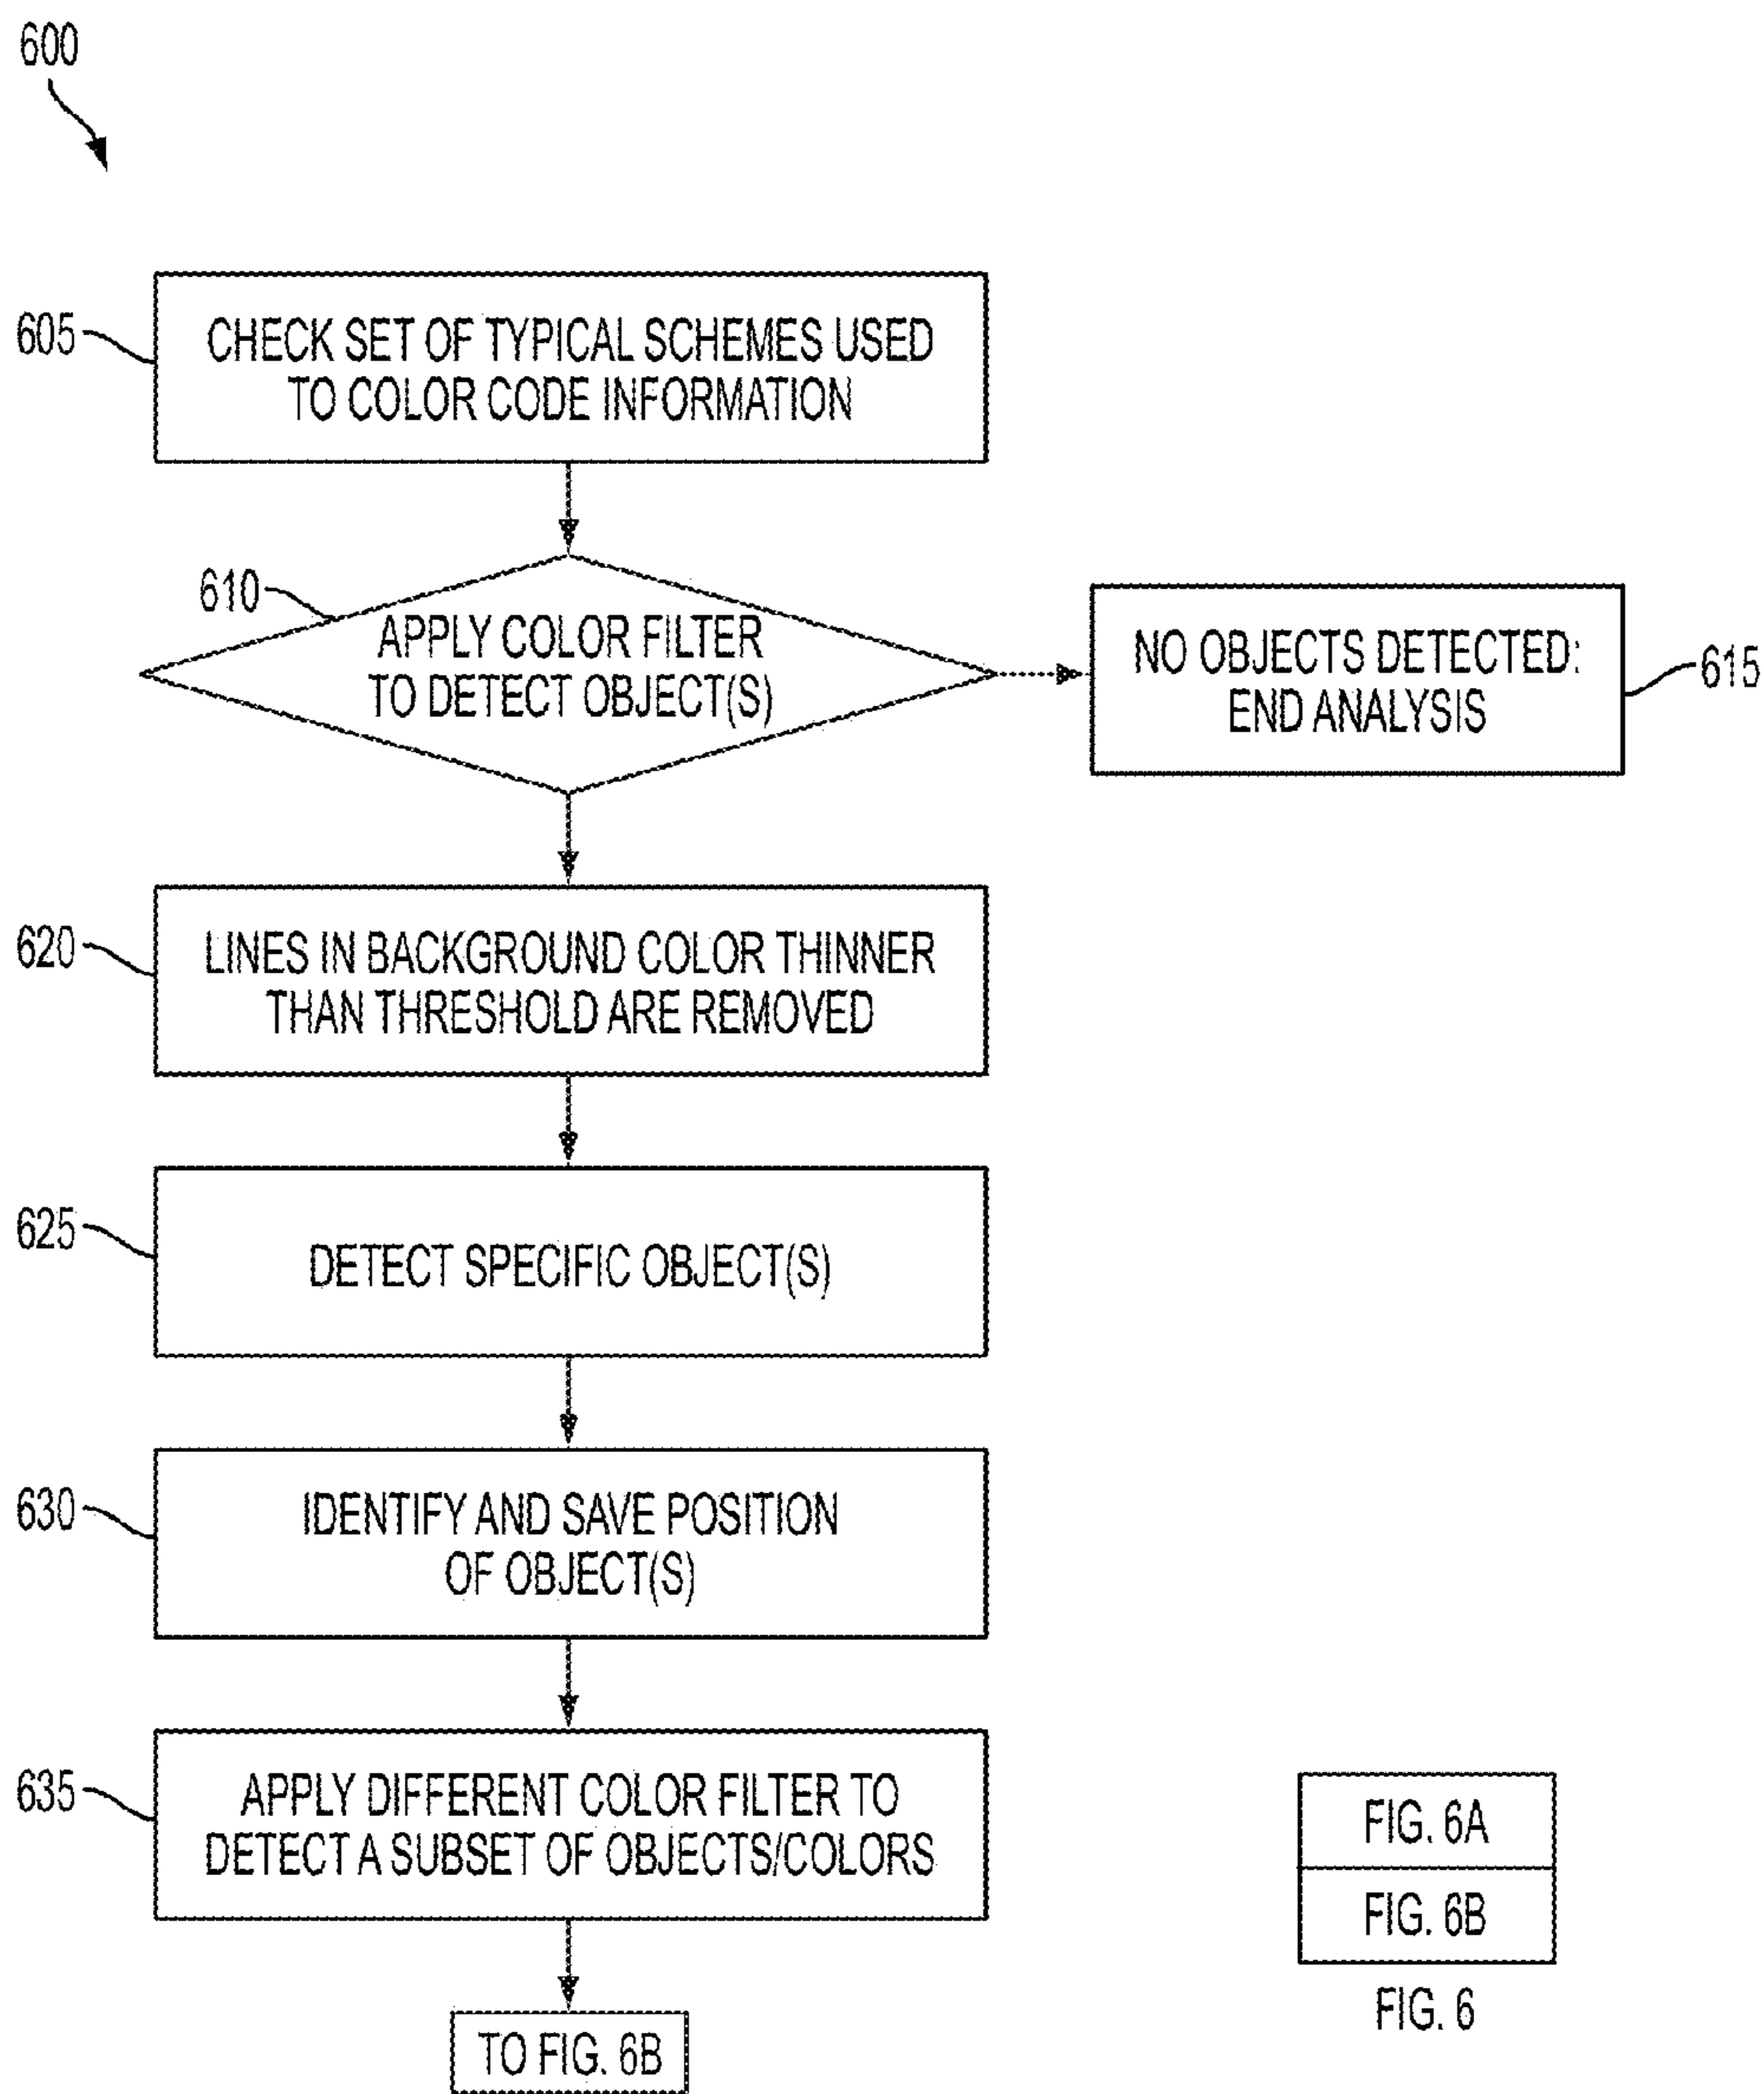 600
605
CHECK SET OF TYPICAL SCHEMES USED
TO COLOR CODE INFORMATION
610
APPLY COLOR FILTER
TO DETECT OBJECT(S)
NO OBJECTS DETECTED:
END ANALYSIS
615
620
LINES IN BACKGROUND COLOR THINNER
THAN THRESHOLD ARE REMOVED
625
DETECT SPECIFIC OBJECT(S)
630
IDENTIFY AND SAVE POSITION
OF OBJECT(S)
635
APPLY DIFFERENT COLOR FILTER TO
DETECT A SUBSET OF OBJECTS/COLORS
TO FIG. 6B
FIG. 6A
FIG. 6B
FIG. 6